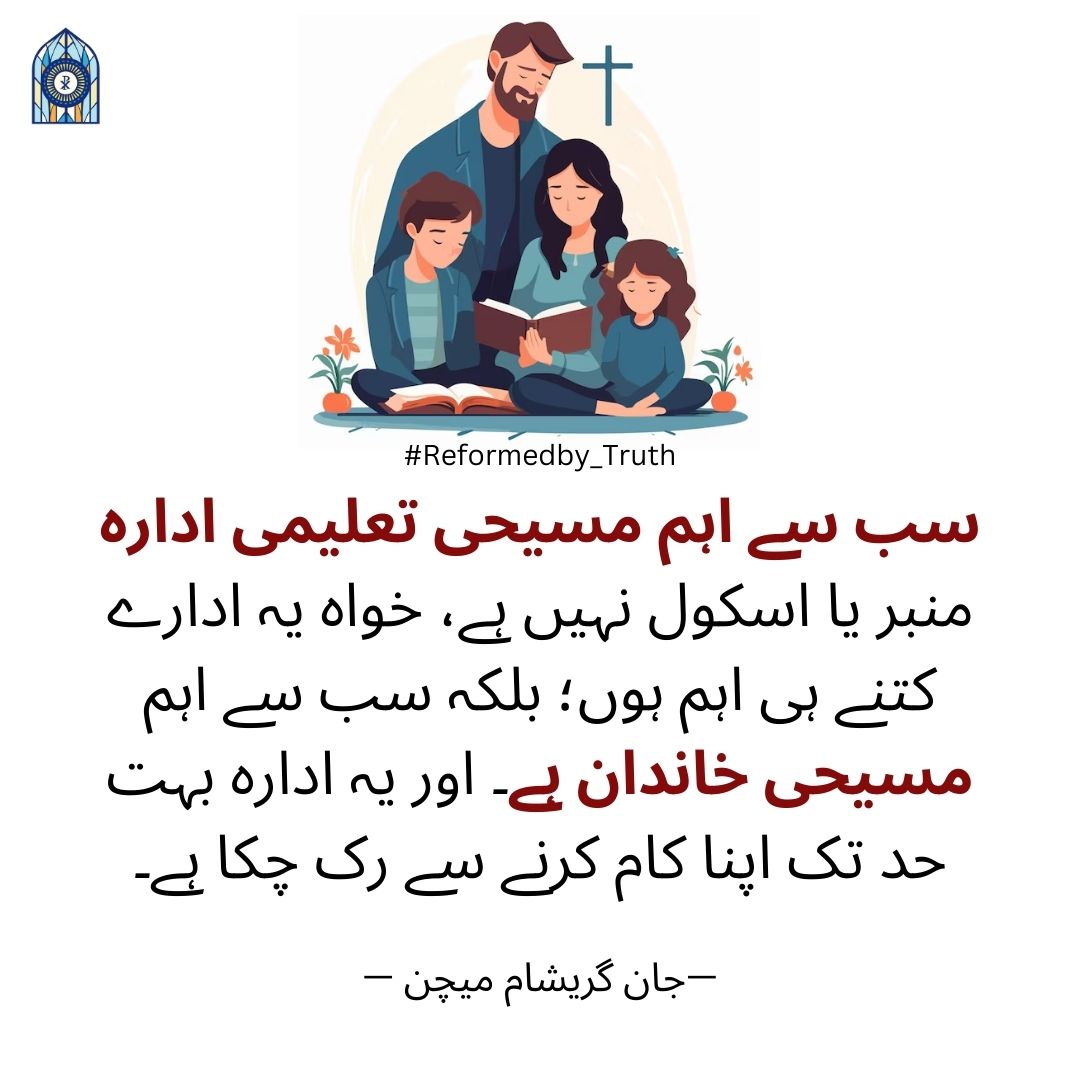 #Reformedby_Truth
سب سے اہم مسیحی تعلیمی ادارہ
منبر یا اسکول نہیں ہے، خواہ یہ ادارے
کتنے ہی اہم ہوں؛ بلکہ سب سے اہم
مسیحی خاندان ہے۔ اور یہ ادارہ بہت
حد تک اپنا کام کرنے سے رک چکا ہے۔
—جان گریشام میچن —